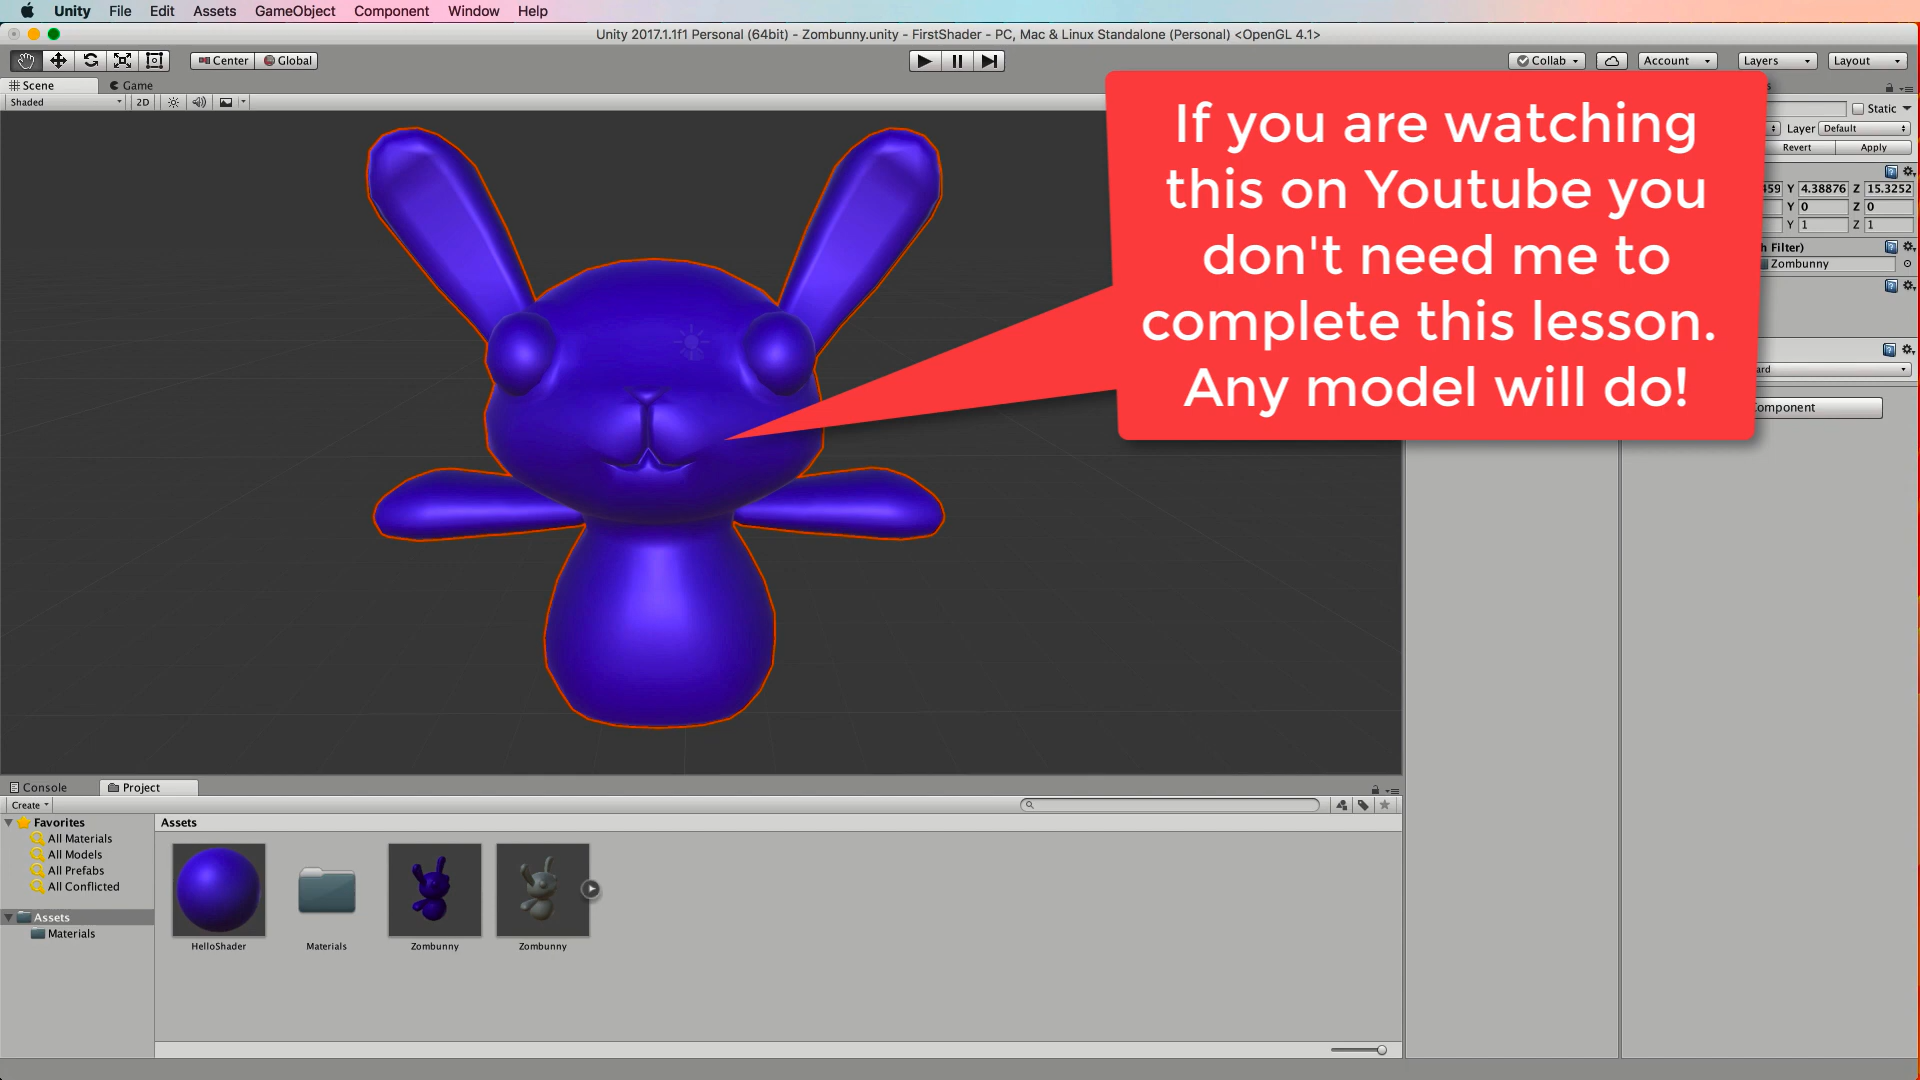 Unity File Edit Assets GameObject Component Window Help
Unity 2017.1.1f1 Personal (64bit) - Zombunny.unity - FirstShader - PC, Mac & Linux Standalone (Personal) <OpenGL 4.1>
Center Global Collab Account Layers Layout
Scene Game
Shaded 2D
If you are watching
this on Youtube you
don't need me to
complete this lesson.
Any model will do!
Static
Layer Default
Revert Apply
459 Y 4.38876 Z 15.3252
Y 0 Z 0
Y 1 Z 1
Filter)
Zombunny
Console Project
Create
Favorites
All Materials
All Models
All Prefabs
All Conflicted
Assets
Materials
Assets
HelloShader Materials Zombunny Zombunny